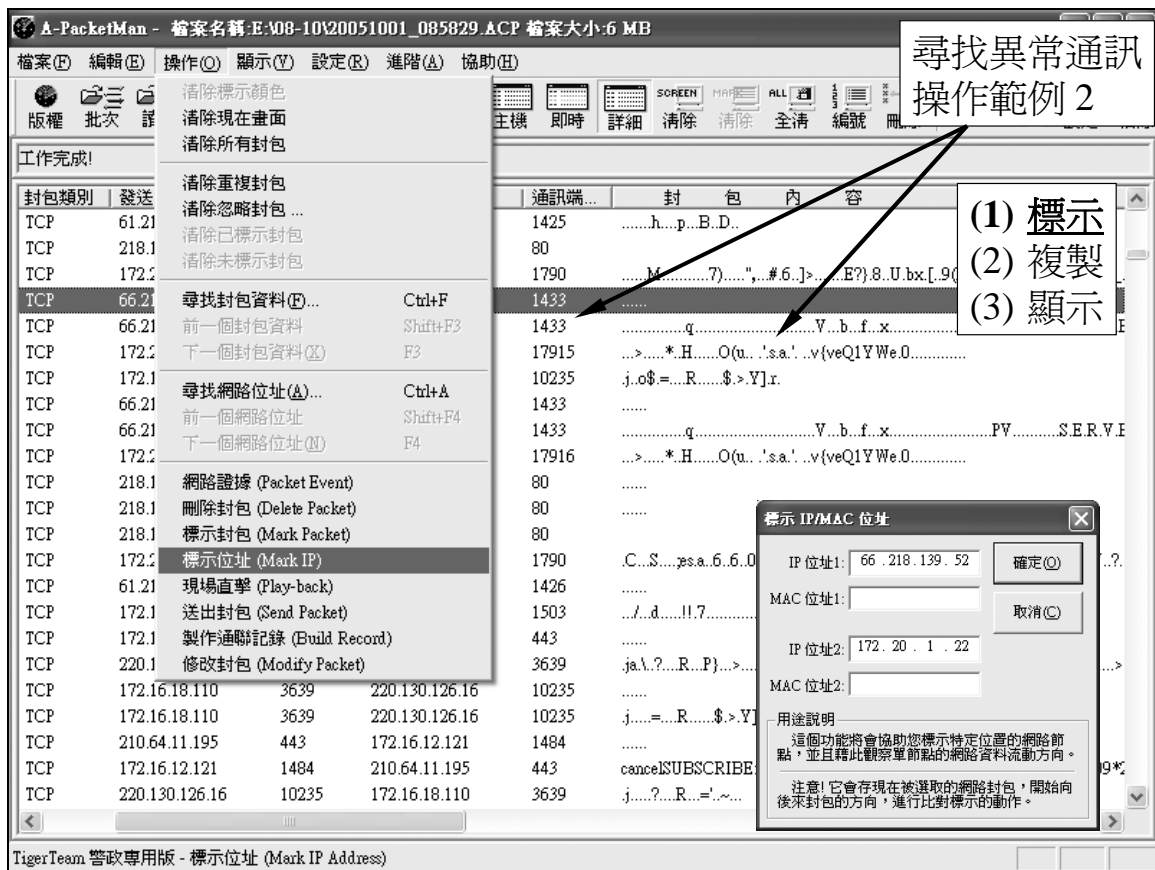 A-PacketMan - 檔案名稱:E:\08-10\20051001_085829.ACP 檔案大小:6 MB
尋找異常通訊
操作範例 2
檔案(F) 編輯(E) 操作(O) 顯示(V) 設定(R) 進階(A) 協助(H)
版權 批次 主機 即時 詳細 清除 清除 全清 編號
SCREEN ALL
工作完成!
(1) 標示
(2) 複製
(3) 顯示
清除標示顏色
清除現在畫面
清除所有封包
清除重複封包
清除忽略封包 ...
清除已標示封包
清除未標示封包
尋找封包資料(F)... Ctrl+F
前一個封包資料 Shift+F3
下一個封包資料(X) F3
尋找網路位址(A)... Ctrl+A
前一個網路位址 Shift+F4
下一個網路位址(N) F4
網路證據 (Packet Event)
刪除封包 (Delete Packet)
標示封包 (Mark Packet)
標示位址 (Mark IP)
現場直擊 (Play-back)
送出封包 (Send Packet)
製作通聯記錄 (Build Record)
修改封包 (Modify Packet)
封包類別 發送 通訊端... 封 包 內 容
TCP 61.21 1425 ......h...p...B..D..
TCP 218.1 80
TCP 172.2 1790
TCP 66.21 1433 ......
TCP 66.21 1433
TCP 172.2 17915 ...>.....*.H.....O(u.. .'.s.a.'. ..v{veQ1YWe.0.............
TCP 172.1 10235 .j..o$.=...R......$.>.Y].r.
TCP 66.21 1433 ......
TCP 66.21 1433
TCP 172.2 17916 ...>.....*.H.....O(u.. .'.s.a.'. ..v{veQ1YWe.0.............
TCP 218.1 80 ......
TCP 218.1 80 ......
TCP 218.1 80
TCP 172.2 1790
TCP 61.21 1426 ......
TCP 172.1 1503 .../..d.....!!.7
TCP 172.1 443 ......
TCP 220.1 3639 .ja.\.?...R...P}...>
TCP 172.16.18.110 3639 220.130.126.16 10235 ......
TCP 172.16.18.110 3639 220.130.126.16 10235 .j.....=....R......$.>.Y]
TCP 210.64.11.195 443 172.16.12.121 1484 ......
TCP 172.16.12.121 1484 210.64.11.195 443 cancelSUBSCRIBE
TCP 220.130.126.16 10235 172.16.18.110 3639 .j.....?...R...='..~...
標示 IP/MAC 位址
IP 位址1: 66 .218.139. 52 確定(O)
MAC 位址1: 取消(C)
IP 位址2: 172. 20 . 1 . 22
MAC 位址2:
用途說明
這個功能將會協助您標示特定位置的網路節
點，並且藉此觀察單節點的網路資料流動方向。
注意! 它會存現在被選取的網路封包，開始向
後來封包的方向，進行比對標示的動作。
TigerTeam 警政專用版 - 標示位址 (Mark IP Address)